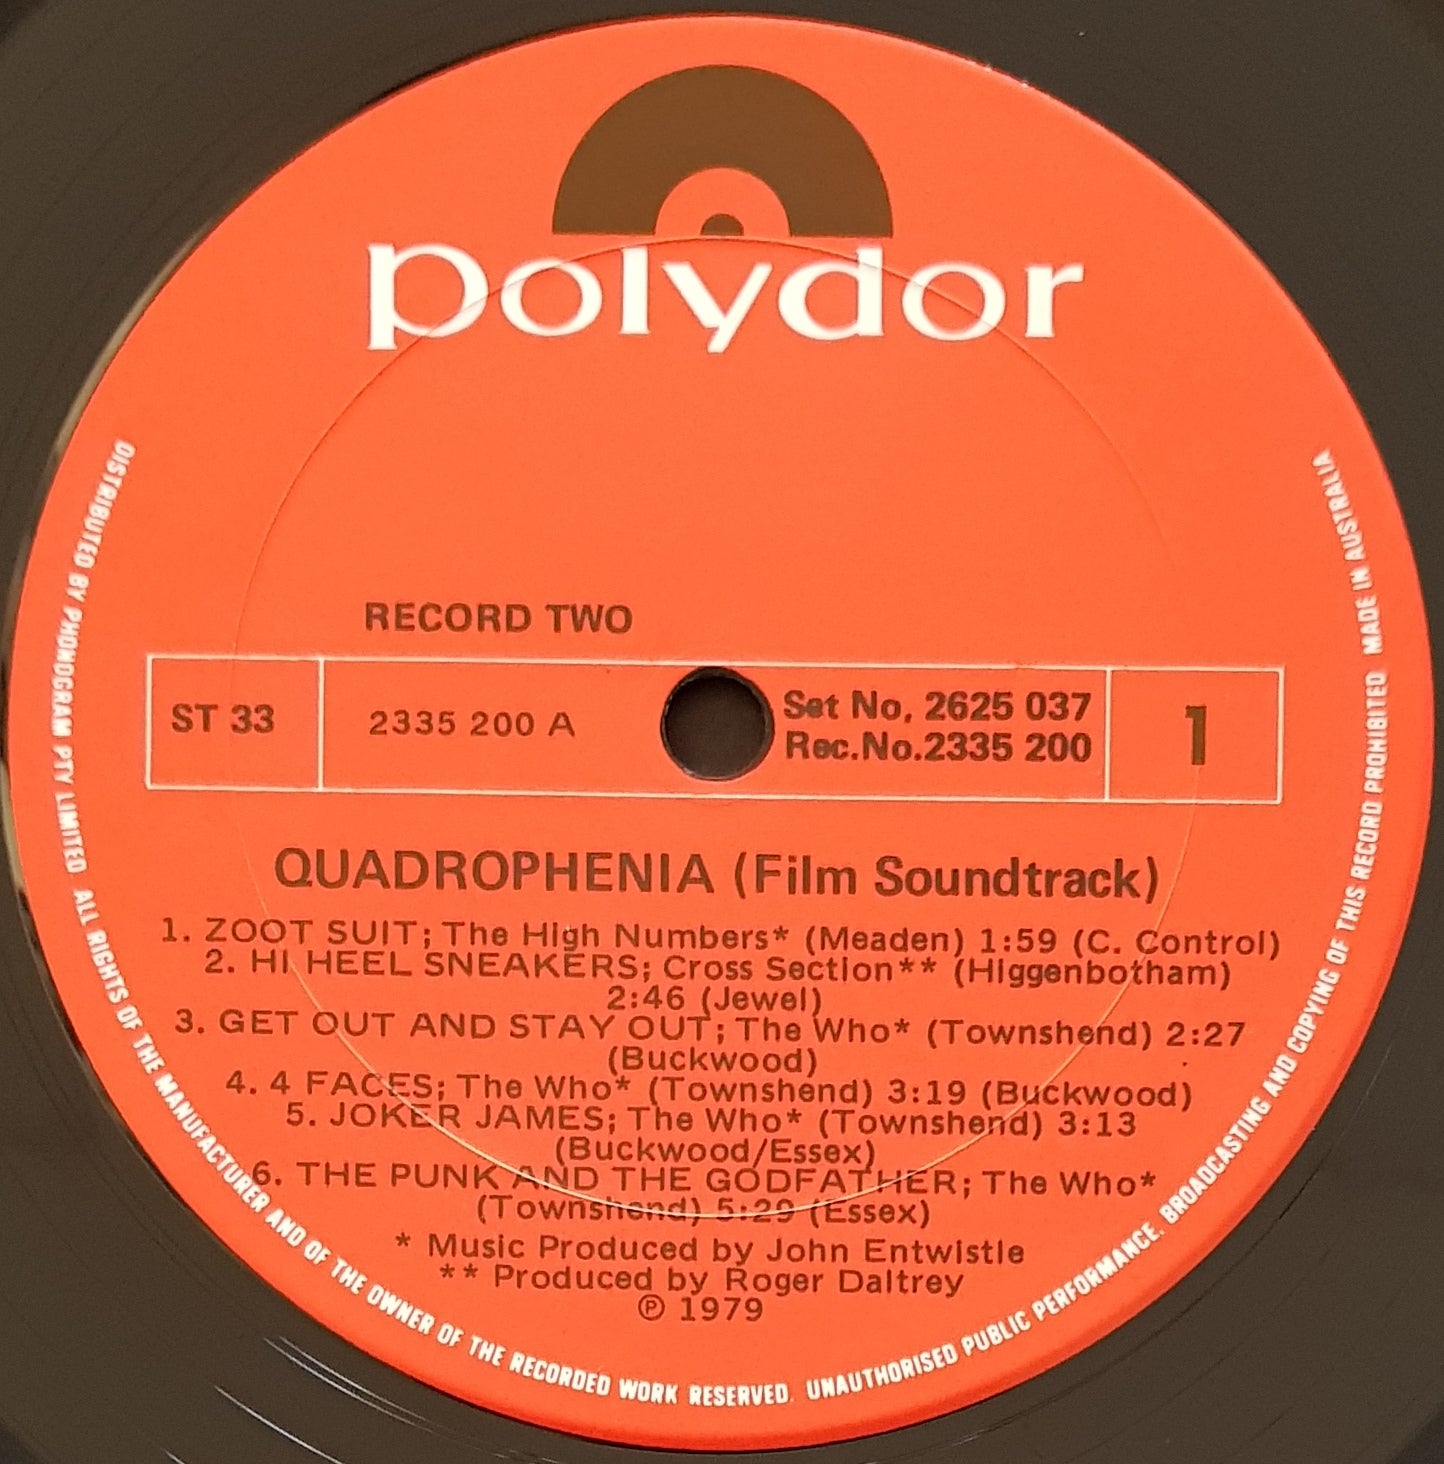 polydor
RECORD TWO
ST 33
2335 200 A
Set No. 2625 037
Rec.No.2335 200
1
QUADROPHENIA (Film Soundtrack)
1. ZOOT SUIT; The High Numbers* (Meaden) 1:59 (C. Control)
2. HI HEEL SNEAKERS; Cross Section** (Higgenbotham)
2:46 (Jewel)
3. GET OUT AND STAY OUT; The Who* (Townshend) 2:27
(Buckwood)
4. 4 FACES; The Who* (Townshend) 3:19 (Buckwood)
5. JOKER JAMES; The Who* (Townshend) 3:13
(Buckwood/Essex)
6. THE PUNK AND THE GODFATHER; The Who*
(Townshend) 5:29 (Essex)
* Music Produced by John Entwistle
** Produced by Roger Daltrey
℗ 1979
DISTRIBUTED BY PHONOGRAM PTY LIMITED ALL RIGHTS OF THE MANUFACTURER AND OF THE OWNER OF THE RECORDED WORK RESERVED. UNAUTHORISED PUBLIC PERFORMANCE, BROADCASTING AND COPYING OF THIS RECORD PROHIBITED MADE IN AUSTRALIA